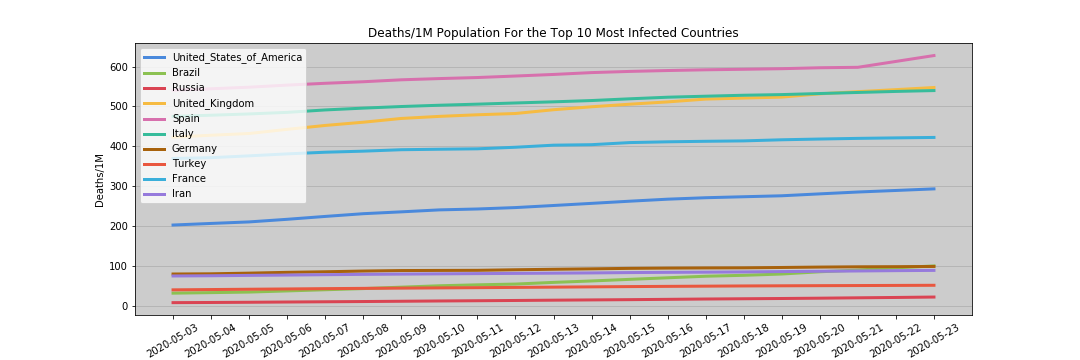 Deaths/1M Population For the Top 10 Most Infected Countries
United_States_of_America
Brazil
Russia
United_Kingdom
Spain
Italy
Germany
Turkey
France
Iran
Deaths/1M
600
500
400
300
200
100
0
2020-05-03
2020-05-04
2020-05-05
2020-05-06
2020-05-07
2020-05-08
2020-05-09
2020-05-10
2020-05-11
2020-05-12
2020-05-13
2020-05-14
2020-05-15
2020-05-16
2020-05-17
2020-05-18
2020-05-19
2020-05-20
2020-05-21
2020-05-22
2020-05-23